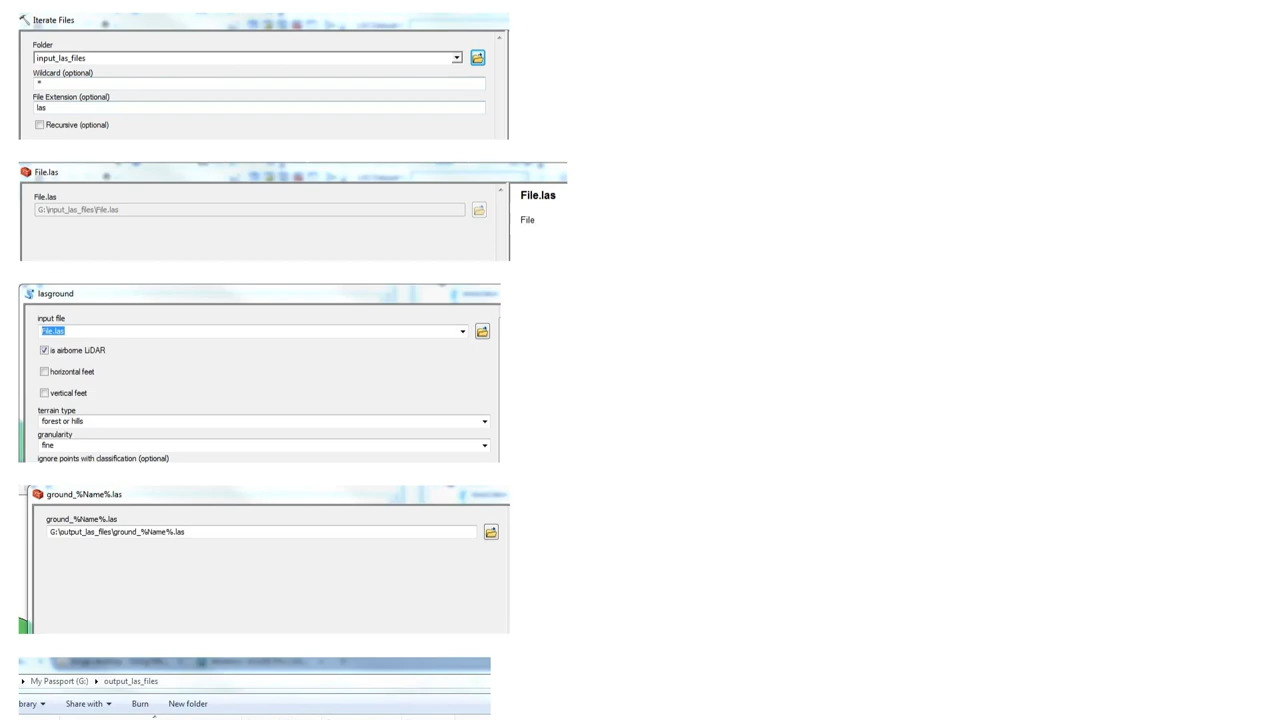 Iterate Files
Folder
input_las_files
Wildcard (optional)
*
File Extension (optional)
las
Recursive (optional)
File.las
File.las
G:\input_las_files\File.las
File.las
File
lasground
input file
File.las
is airborne LiDAR
horizontal feet
vertical feet
terrain type
forest or hills
granularity
fine
ignore points with classification (optional)
ground_%Name%.las
ground_%Name%.las
G:\output_las_files\ground_%Name%.las
My Passport (G:) output_las_files
brary Share with Burn New folder